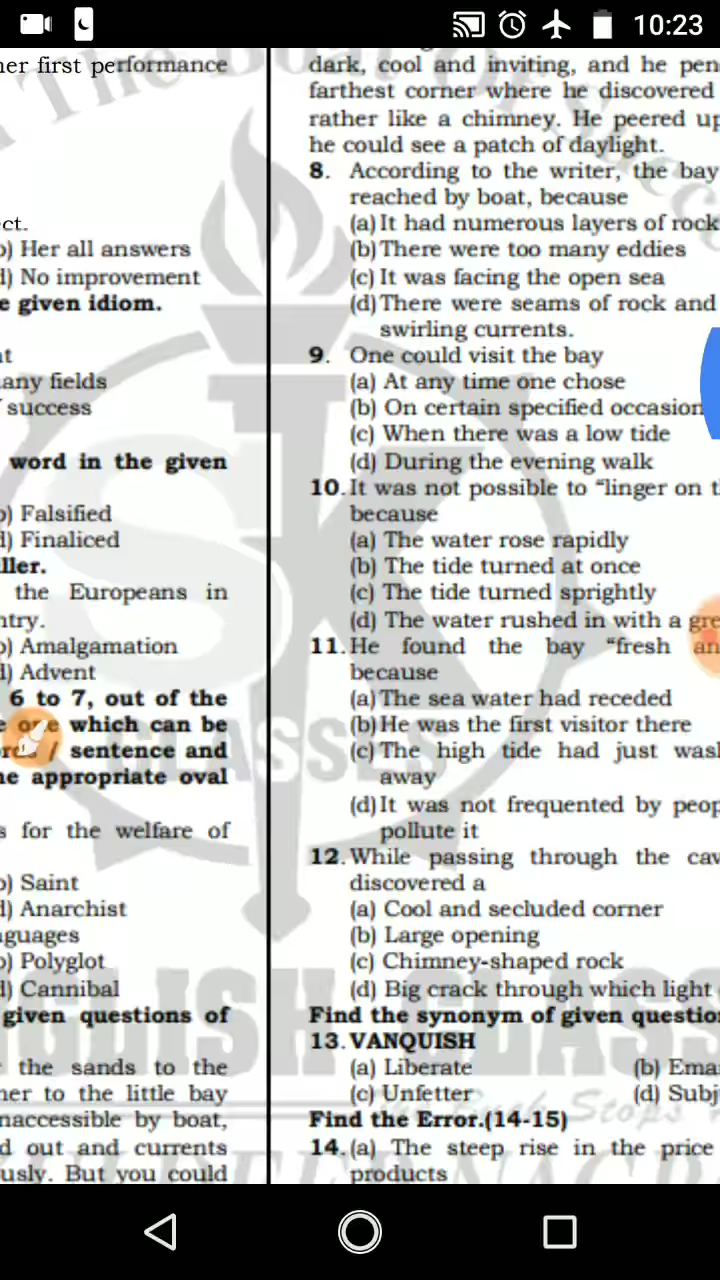 10:23
ner first performance
ect.
b) Her all answers
d) No improvement
e given idiom.
nt
any fields
success
word in the given
b) Falsified
d) Finaliced
ller.
the Europeans in
ntry.
b) Amalgamation
d) Advent
6 to 7, out of the
e one which can be
/ sentence and
he appropriate oval
s for the welfare of
b) Saint
d) Anarchist
nguages
b) Polyglot
d) Cannibal
given questions of
the sands to the
her to the little bay
naccessible by boat,
d out and currents
usly. But you could
dark, cool and inviting, and he pen
farthest corner where he discovered
rather like a chimney. He peered up
he could see a patch of daylight.
8. According to the writer, the bay
reached by boat, because
(a) It had numerous layers of rock
(b) There were too many eddies
(c) It was facing the open sea
(d) There were seams of rock and
swirling currents.
9. One could visit the bay
(a) At any time one chose
(b) On certain specified occasion
(c) When there was a low tide
(d) During the evening walk
10. It was not possible to "linger on t
because
(a) The water rose rapidly
(b) The tide turned at once
(c) The tide turned sprightly
(d) The water rushed in with a gre
11. He found the bay "fresh an
because
(a) The sea water had receded
(b) He was the first visitor there
(c) The high tide had just was
away
(d) It was not frequented by peop
pollute it
12. While passing through the cav
discovered a
(a) Cool and secluded corner
(b) Large opening
(c) Chimney-shaped rock
(d) Big crack through which light
Find the synonym of given questio
13. VANQUISH
(a) Liberate (b) Ema
(c) Unfetter (d) Subj
Find the Error.(14-15)
14. (a) The steep rise in the price
products
SK
CLASSES